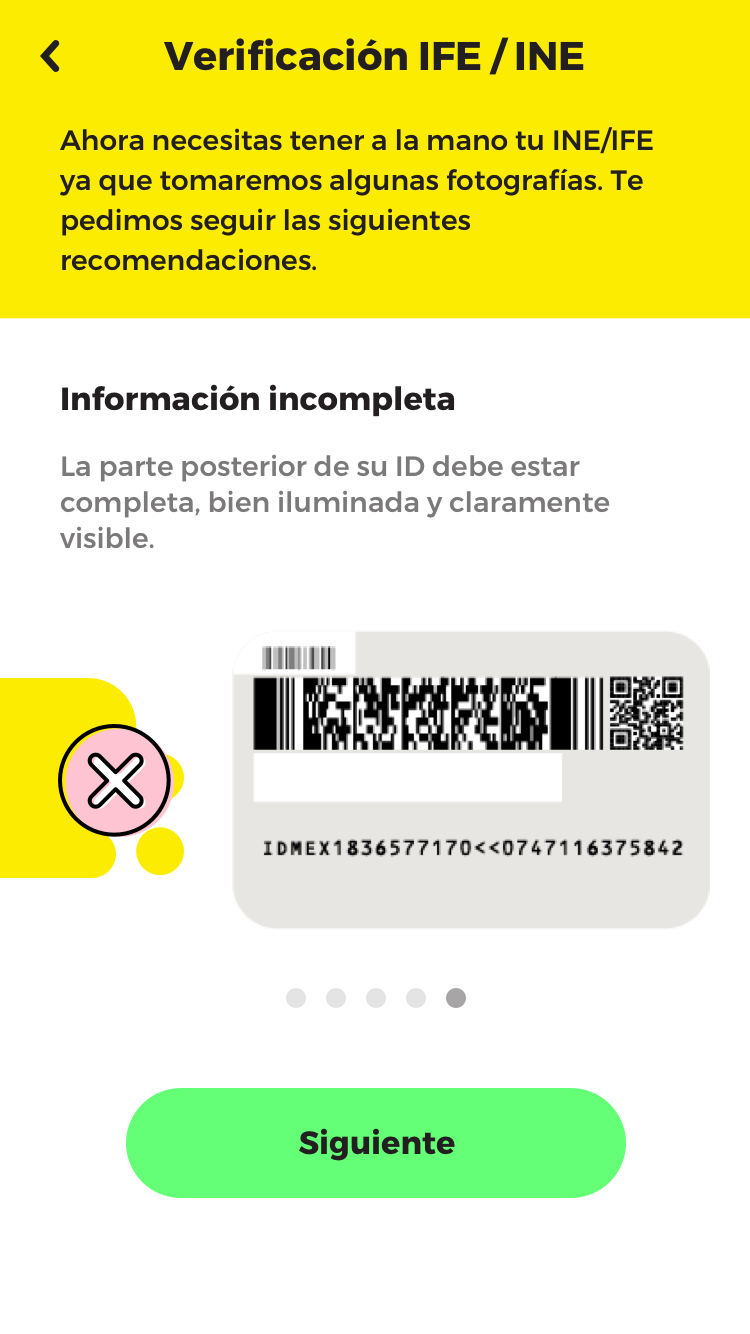 Verificación IFE / INE
Ahora necesitas tener a la mano tu INE/IFE
ya que tomaremos algunas fotografías. Te
pedimos seguir las siguientes
recomendaciones.
Información incompleta
La parte posterior de su ID debe estar
completa, bien iluminada y claramente
visible.
IDMEX1836577170<<0747116375842
Siguiente